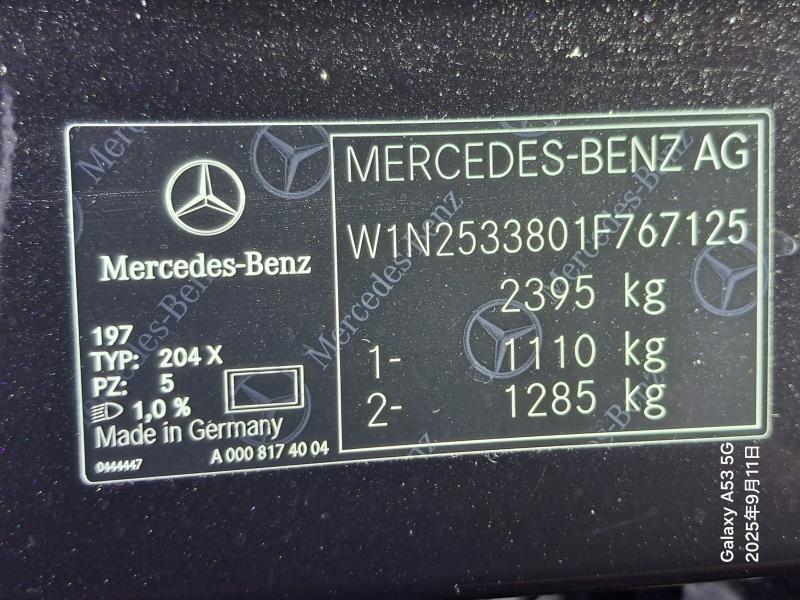 Mercedes-Benz
197
TYP: 204 X
PZ: 5
1,0 %
Made in Germany
0444447
A 000 817 40 04
MERCEDES-BENZ AG
W1N2533801F767125
2395 kg
1- 1110 kg
2- 1285 kg
Galaxy A53 5G
2025年9月11日